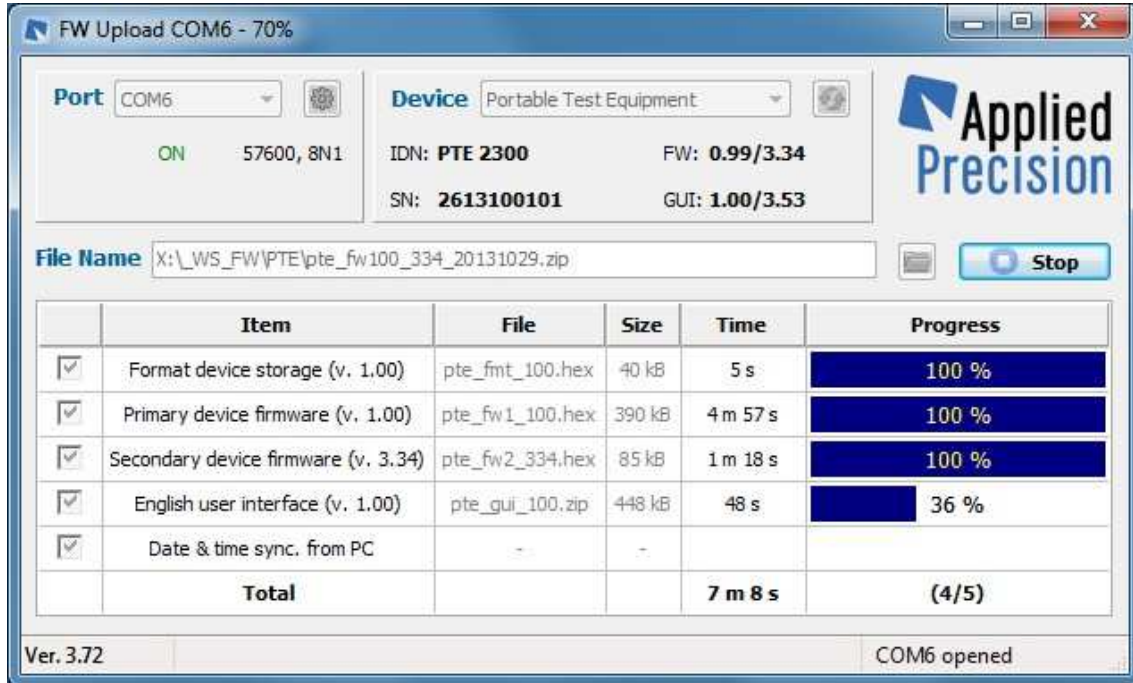 FW Upload COM6 - 70%
Port COM6
ON 57600, 8N1
Device Portable Test Equipment
IDN: PTE 2300 FW: 0.99/3.34
SN: 2613100101 GUI: 1.00/3.53
Applied
Precision
File Name X:\_WS_FW\PTE\pte_fw100_334_20131029.zip Stop
Item File Size Time Progress
Format device storage (v. 1.00) pte_fmt_100.hex 40 kB 5 s 100 %
Primary device firmware (v. 1.00) pte_fw1_100.hex 390 kB 4 m 57 s 100 %
Secondary device firmware (v. 3.34) pte_fw2_334.hex 85 kB 1 m 18 s 100 %
English user interface (v. 1.00) pte_gui_100.zip 448 kB 48 s 36 %
Date & time sync. from PC - -
Total 7 m 8 s (4/5)
Ver. 3.72 COM6 opened